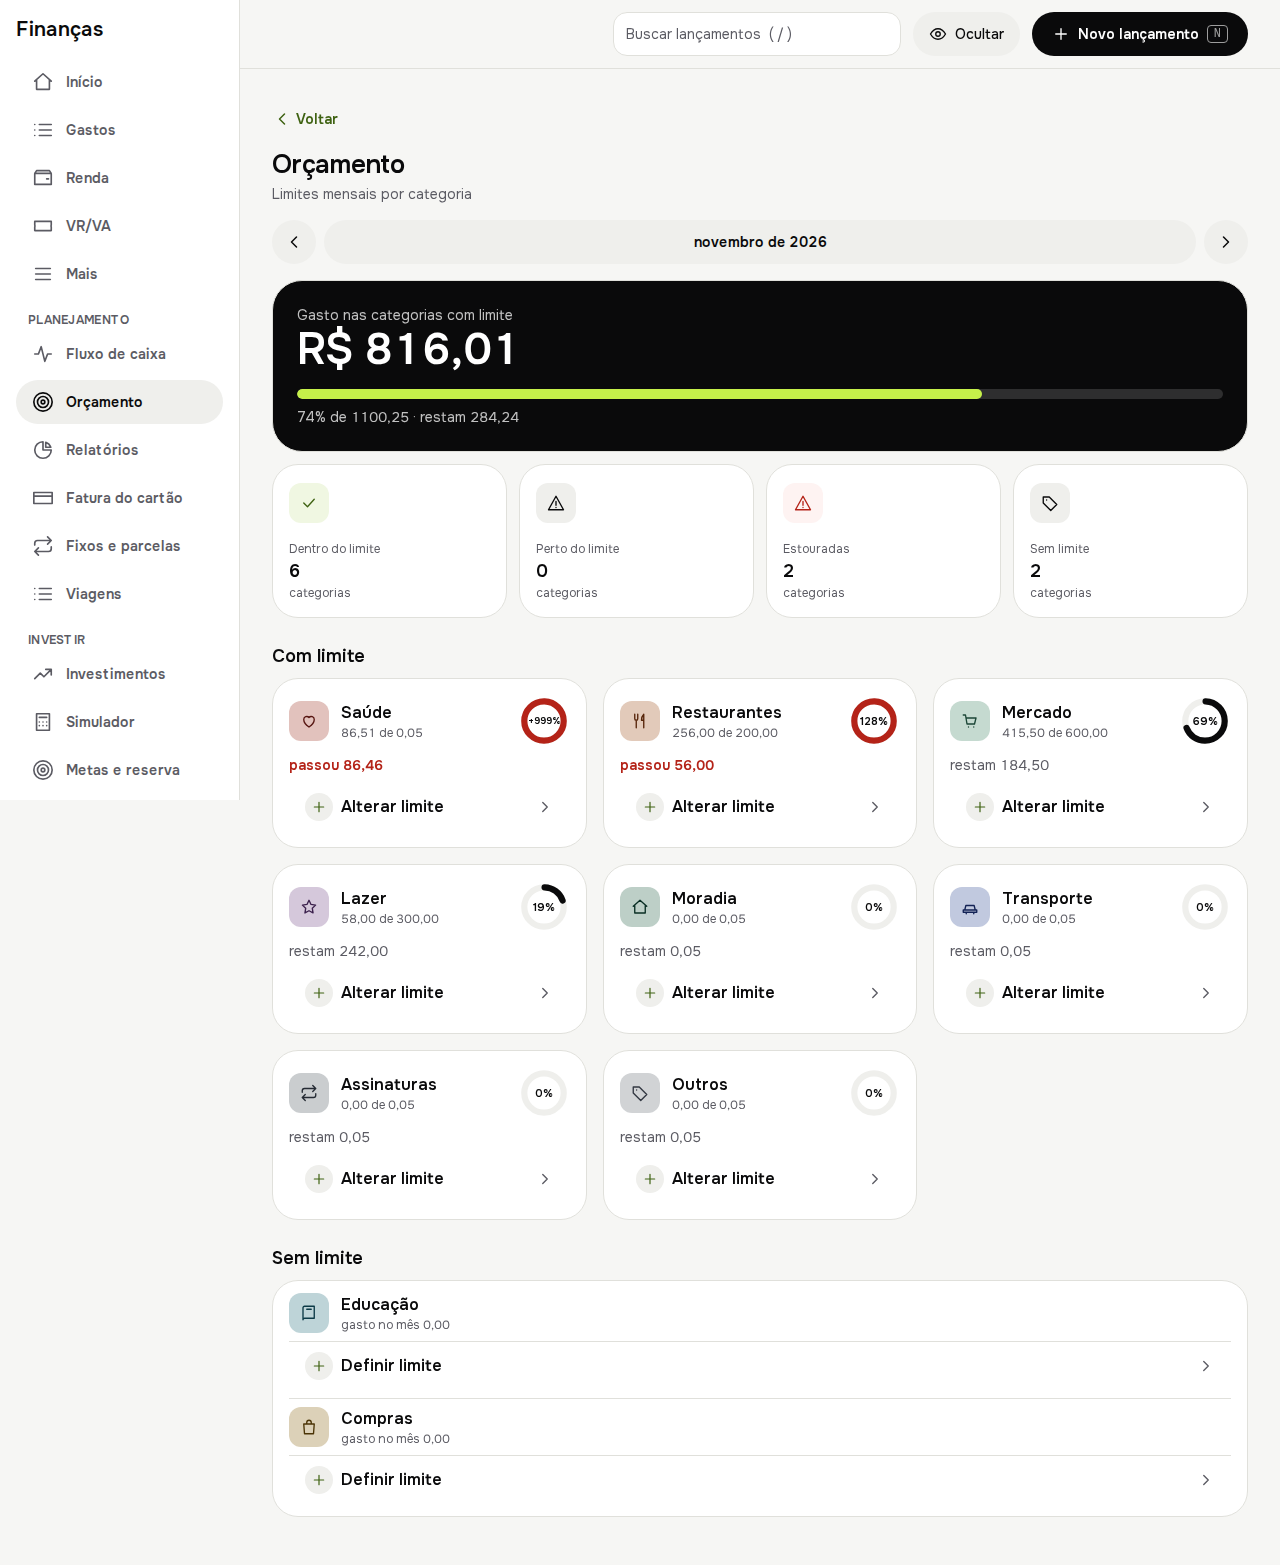 Finanças
Início
Gastos
Renda
VR/VA
Mais
PLANEJAMENTO
Fluxo de caixa
Orçamento
Relatórios
Fatura do cartão
Fixos e parcelas
Viagens
INVESTIR
Investimentos
Simulador
Metas e reserva
Buscar lançamentos ( / )
Ocultar
Novo lançamento N
Voltar
Orçamento
Limites mensais por categoria
novembro de 2026
Gasto nas categorias com limite
R$ 816,01
74% de 1100,25 · restam 284,24
Dentro do limite
6
categorias
Perto do limite
0
categorias
Estouradas
2
categorias
Sem limite
2
categorias
Com limite
Saúde
86,51 de 0,05
+999%
passou 86,46
Alterar limite
Restaurantes
256,00 de 200,00
128%
passou 56,00
Alterar limite
Mercado
415,50 de 600,00
69%
restam 184,50
Alterar limite
Lazer
58,00 de 300,00
19%
restam 242,00
Alterar limite
Moradia
0,00 de 0,05
0%
restam 0,05
Alterar limite
Transporte
0,00 de 0,05
0%
restam 0,05
Alterar limite
Assinaturas
0,00 de 0,05
0%
restam 0,05
Alterar limite
Outros
0,00 de 0,05
0%
restam 0,05
Alterar limite
Sem limite
Educação
gasto no mês 0,00
Definir limite
Compras
gasto no mês 0,00
Definir limite